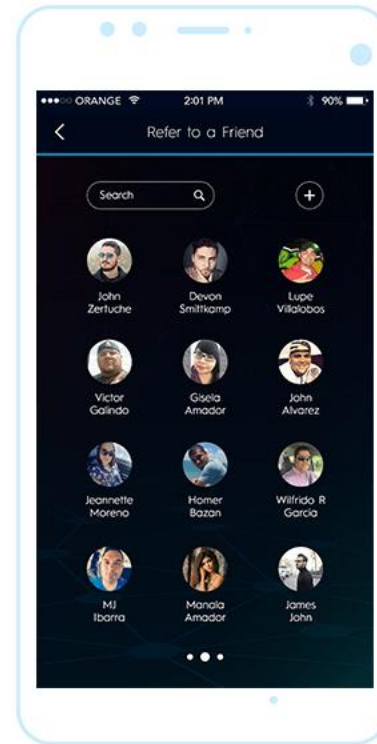 ORANGE 2:01 PM 90%
Refer to a Friend
Search
John Devon Lupe
Zertuche Smittkamp Villalobos
Victor Gisela John
Galindo Amador Alvarez
Jeannette Homer Wilfrido R
Moreno Bazan Garcia
MJ Manala James
Ibarra Amador John